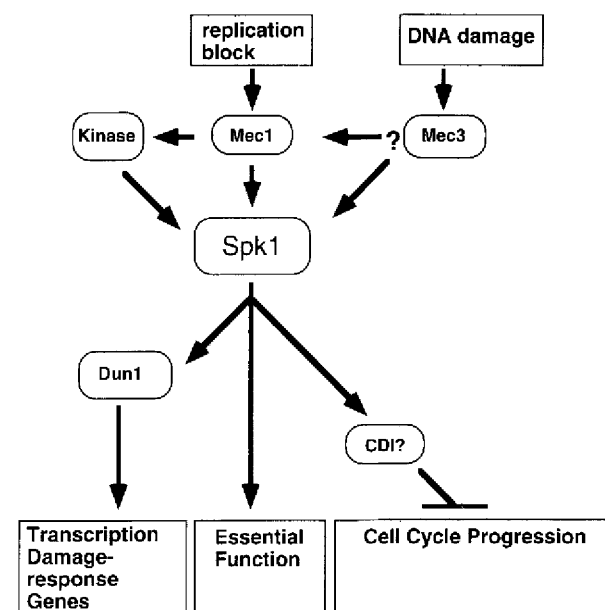 replication
block
DNA damage
Kinase
Mec1
?
Mec3
Spk1
Dun1
CDI?
Transcription
Damage-
response
Genes
Essential
Function
Cell Cycle Progression